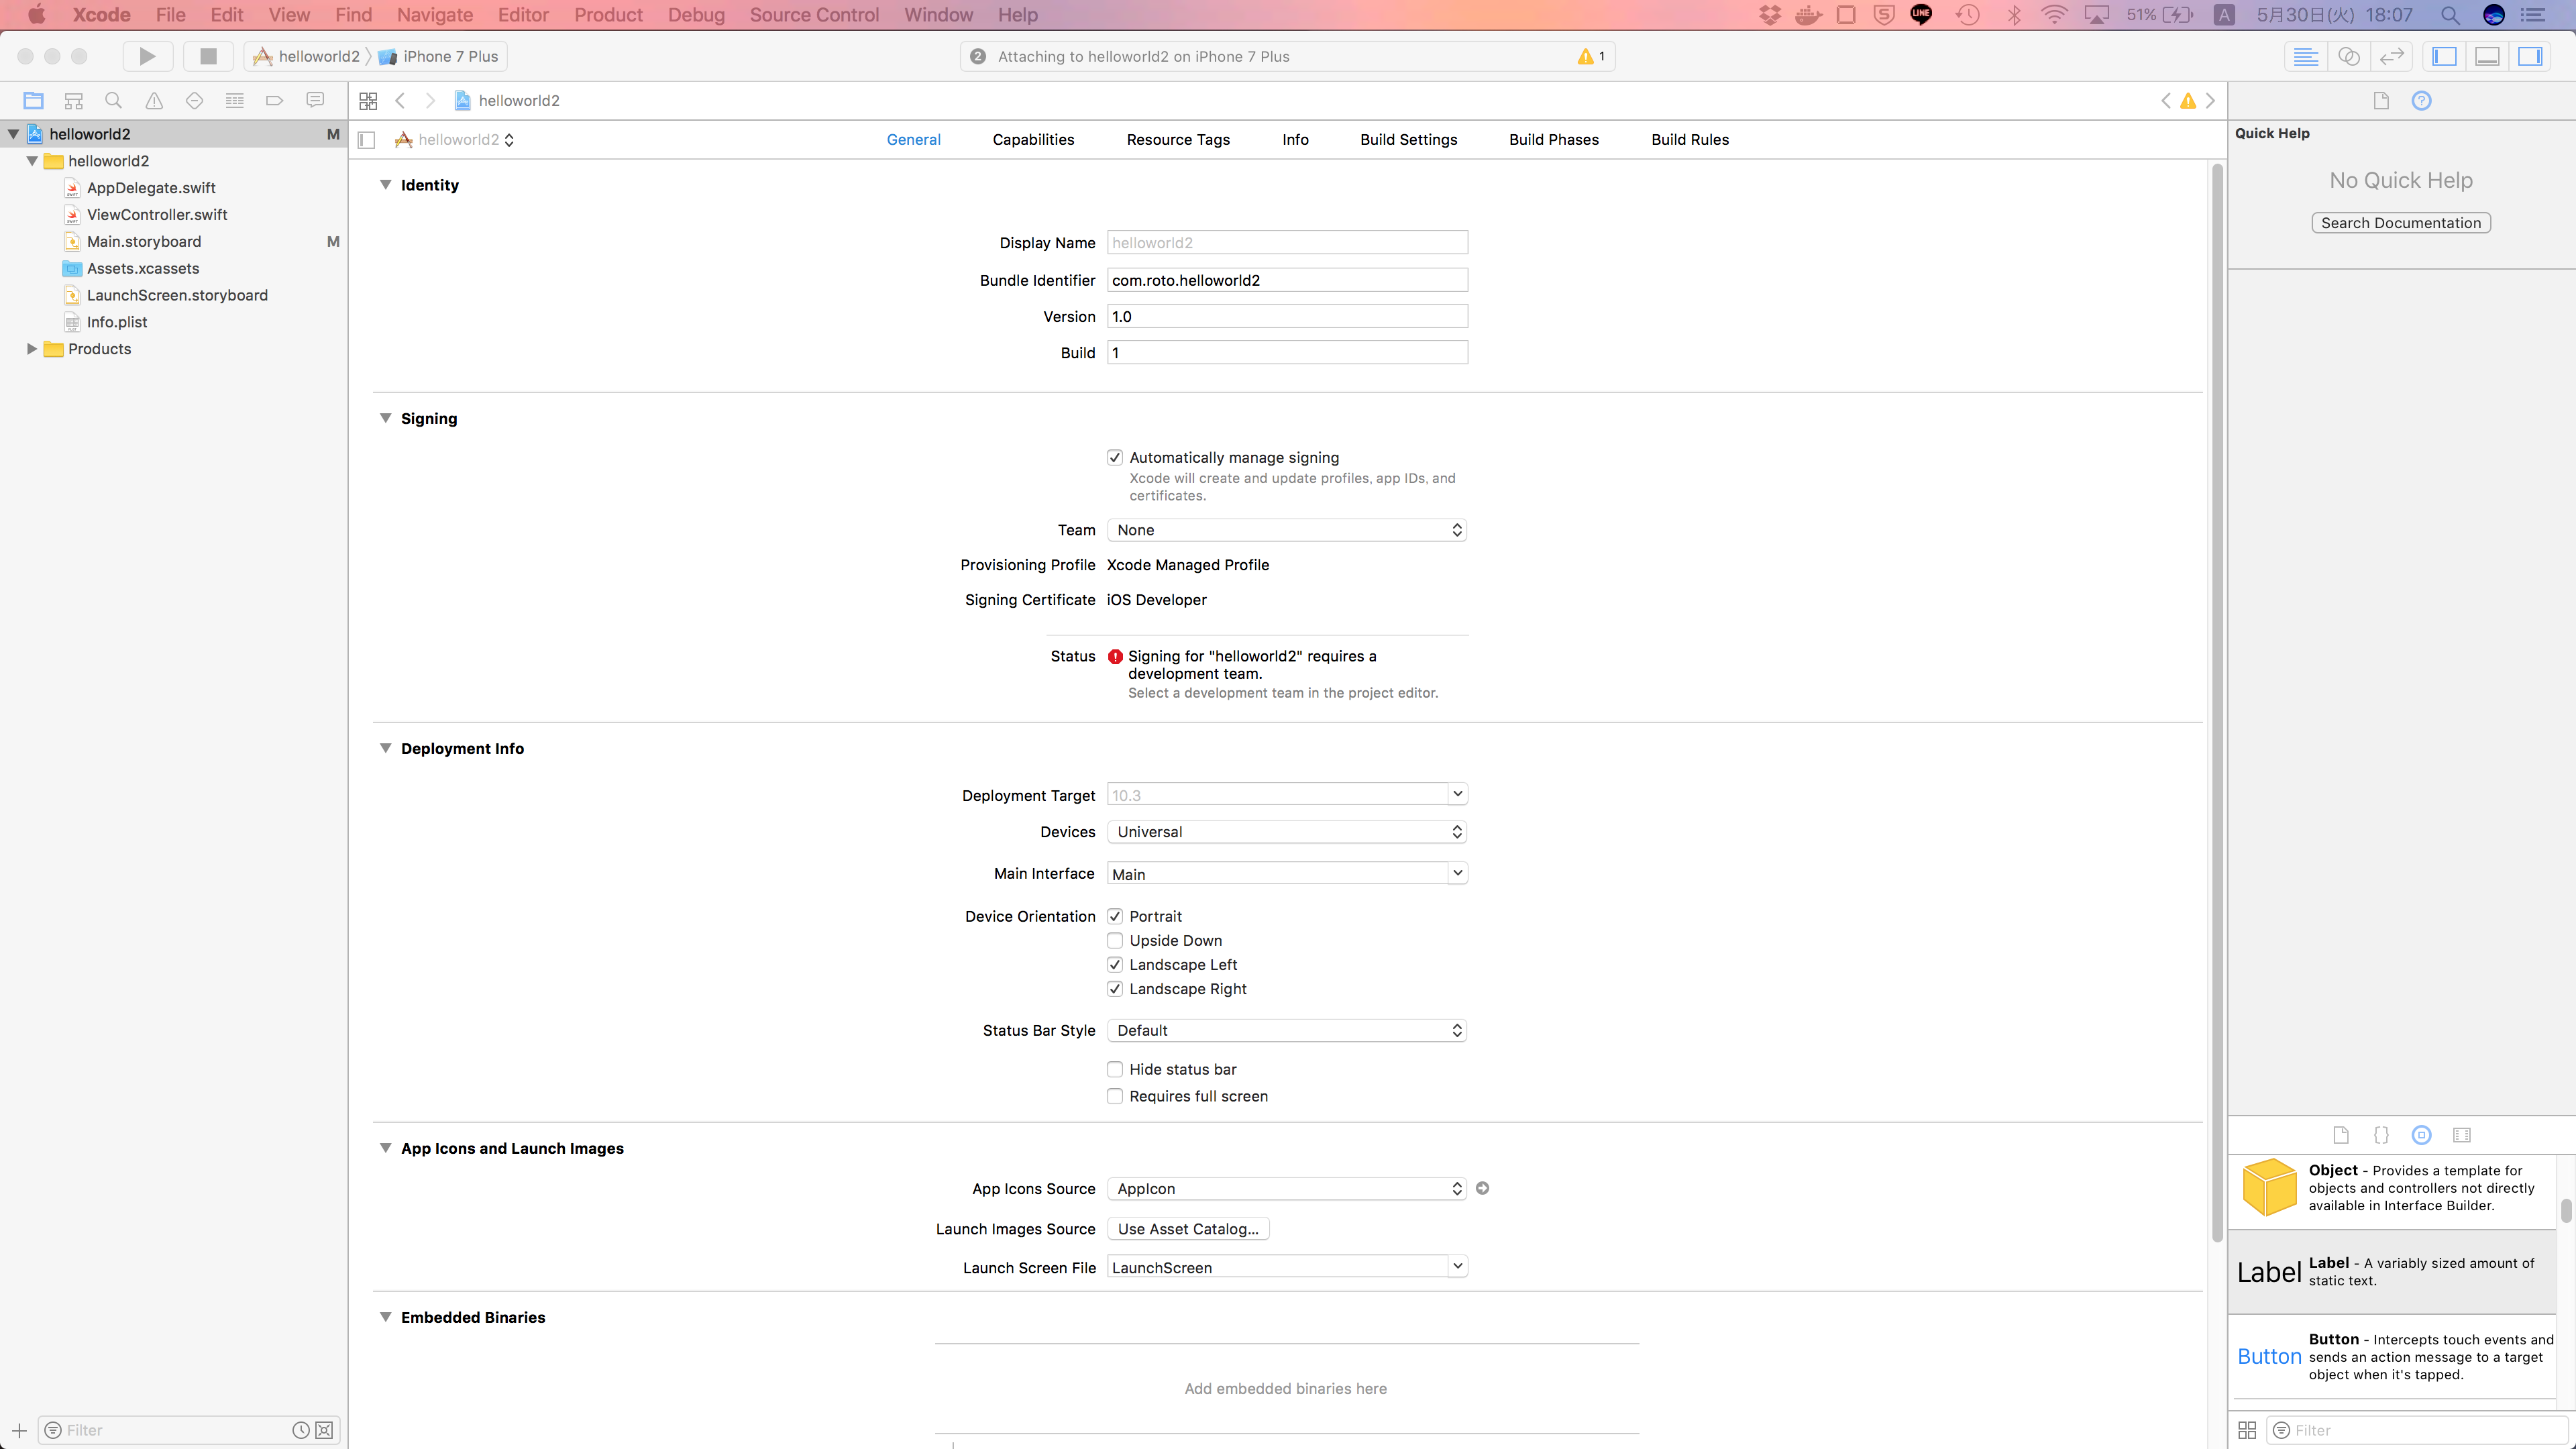 Xcode File Edit View Find Navigate Editor Product Debug Source Control Window Help LINE 51% A 5月30日(火) 18:07
helloworld2 iPhone 7 Plus 2 Attaching to helloworld2 on iPhone 7 Plus 1
helloworld2
helloworld2 M
helloworld2
AppDelegate.swift
ViewController.swift
Main.storyboard M
Assets.xcassets
LaunchScreen.storyboard
Info.plist
Products
Filter
helloworld2 General Capabilities Resource Tags Info Build Settings Build Phases Build Rules
Identity
Display Name helloworld2
Bundle Identifier com.roto.helloworld2
Version 1.0
Build 1
Signing
Automatically manage signing
Xcode will create and update profiles, app IDs, and
certificates.
Team None
Provisioning Profile Xcode Managed Profile
Signing Certificate iOS Developer
Status Signing for "helloworld2" requires a
development team.
Select a development team in the project editor.
Deployment Info
Deployment Target 10.3
Devices Universal
Main Interface Main
Device Orientation Portrait
Upside Down
Landscape Left
Landscape Right
Status Bar Style Default
Hide status bar
Requires full screen
App Icons and Launch Images
App Icons Source AppIcon
Launch Images Source Use Asset Catalog...
Launch Screen File LaunchScreen
Embedded Binaries
Add embedded binaries here
Quick Help
No Quick Help
Search Documentation
Object - Provides a template for
objects and controllers not directly
available in Interface Builder.
Label Label - A variably sized amount of
static text.
Button - Intercepts touch events and
Button sends an action message to a target
object when it's tapped.
Filter